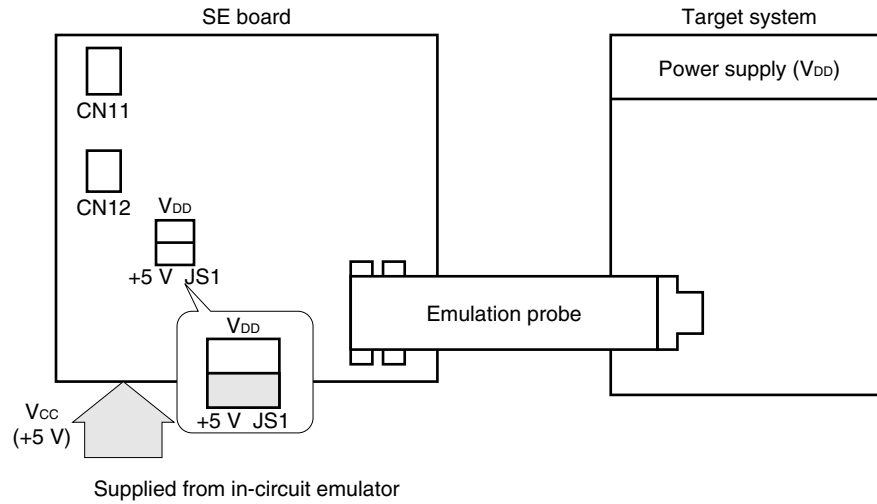 SE board
Target system
Power supply (VDD)
CN11
CN12
VDD
+5 V JS1
Emulation probe
VDD
+5 V JS1
VCC
(+5 V)
Supplied from in-circuit emulator